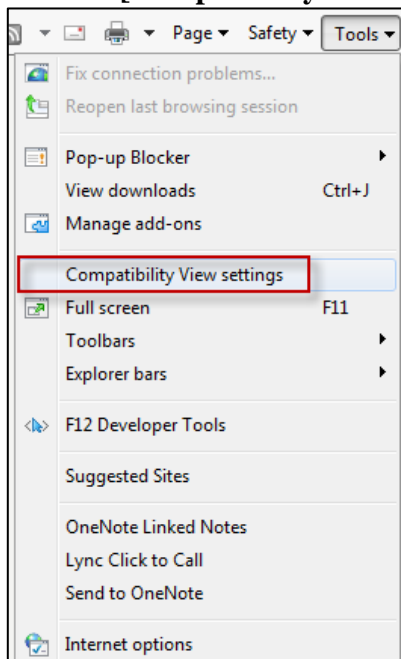 Page Safety Tools
Fix connection problems...
Reopen last browsing session
Pop-up Blocker
View downloads Ctrl+J
Manage add-ons
Compatibility View settings
Full screen F11
Toolbars
Explorer bars
F12 Developer Tools
Suggested Sites
OneNote Linked Notes
Lync Click to Call
Send to OneNote
Internet options